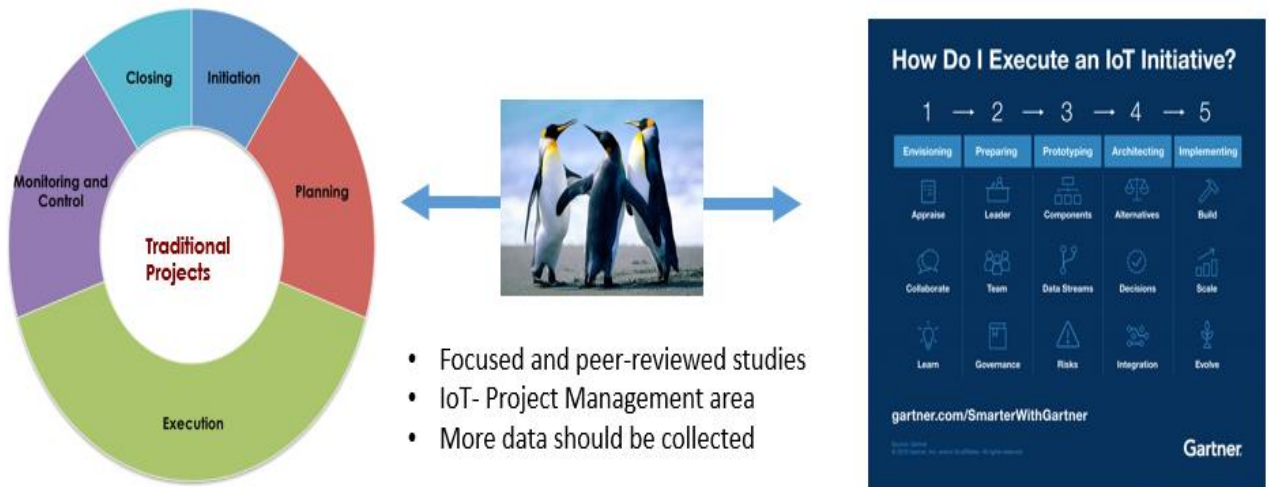 Closing
Initiation
Monitoring and
Control
Planning
Traditional
Projects
Execution
• Focused and peer-reviewed studies
• IoT- Project Management area
• More data should be collected
How Do I Execute an IoT Initiative?
1 → 2 → 3 → 4 → 5
Envisioning Preparing Prototyping Architecting Implementing
Appraise Leader Components Alternatives Build
Collaborate Team Data Streams Decisions Scale
Learn Governance Risks Integration Evolve
gartner.com/SmarterWithGartner
Gartner